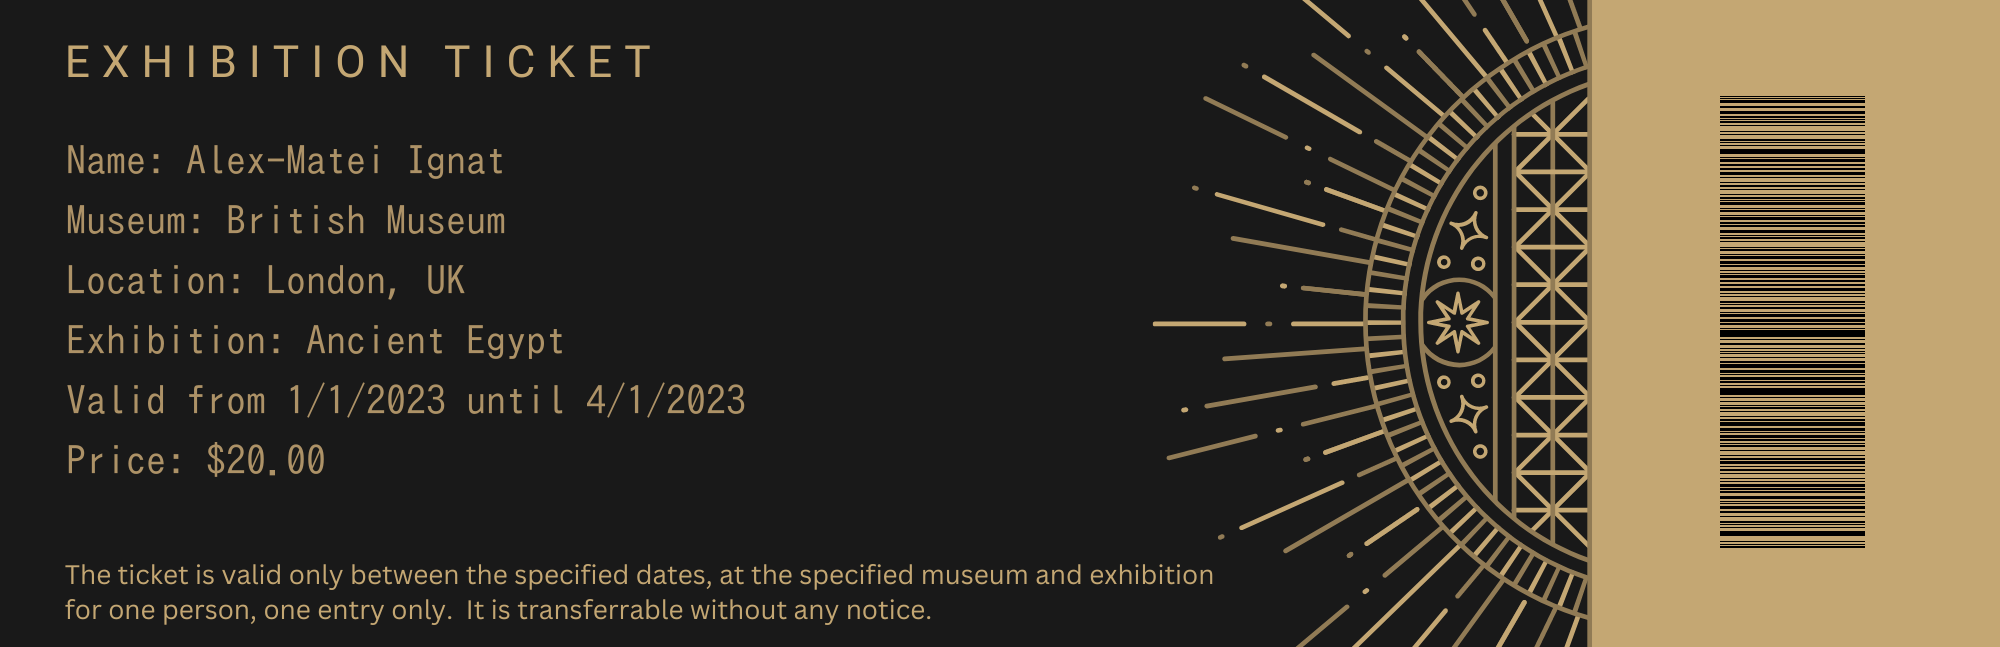 EXHIBITION TICKET
Name: Alex-Matei Ignat
Museum: British Museum
Location: London, UK
Exhibition: Ancient Egypt
Valid from 1/1/2023 until 4/1/2023
Price: $20.00
The ticket is valid only between the specified dates, at the specified museum and exhibition
for one person, one entry only.  It is transferrable without any notice.